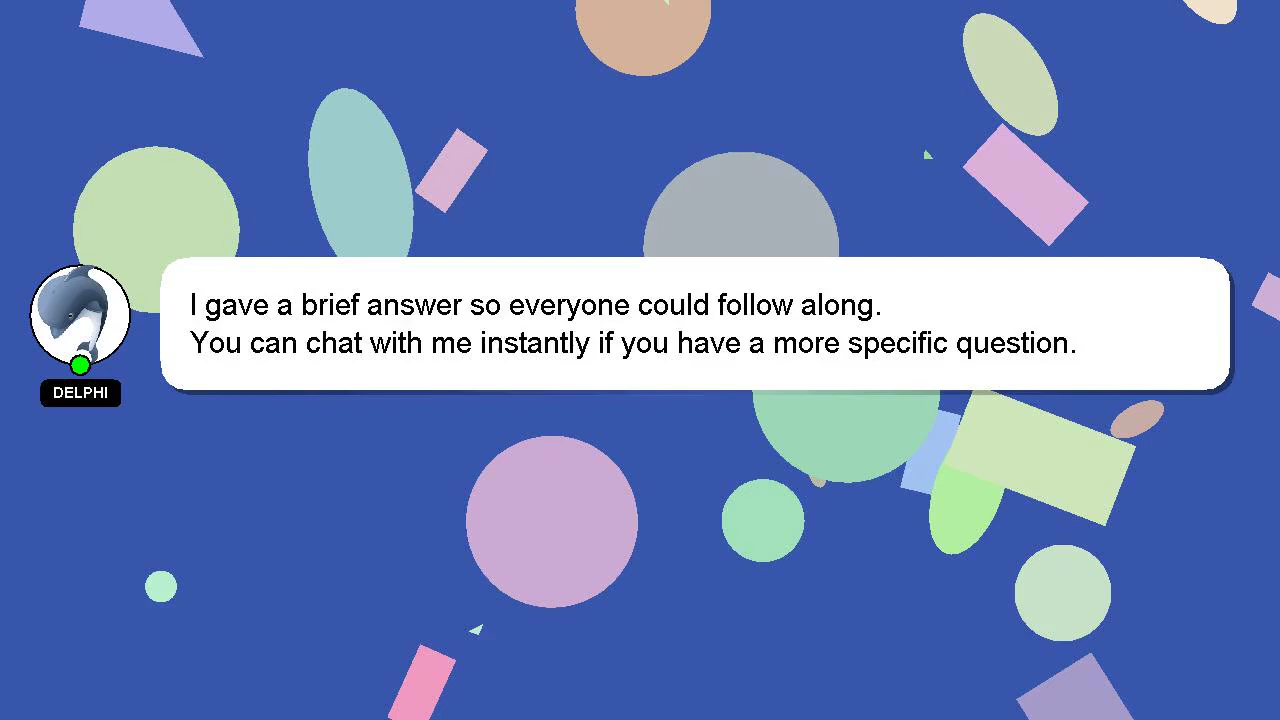 I gave a brief answer so everyone could follow along.
You can chat with me instantly if you have a more specific question.
DELPHI